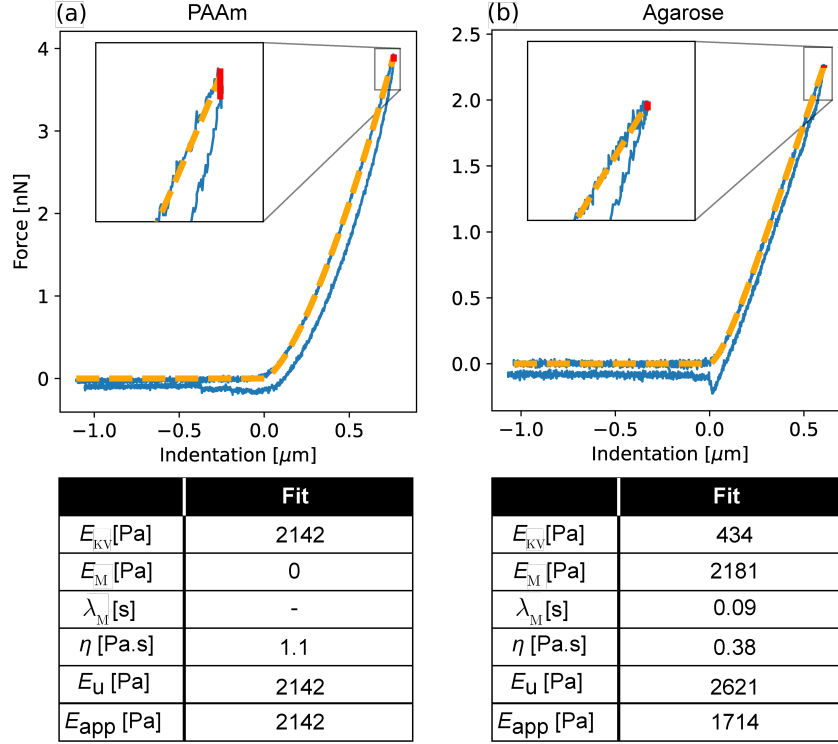 (a) PAAm
4
3
2
1
0
Force [nN]
−1.0 −0.5 0.0 0.5
Indentation [μm]
(b) Agarose
2.5
2.0
1.5
1.0
0.5
0.0
−1.0 −0.5 0.0 0.5
Indentation [μm]
Fit
E_KV [Pa] 2142
E_M [Pa] 0
λ_M [s] -
η [Pa.s] 1.1
E_u [Pa] 2142
E_app [Pa] 2142
Fit
E_KV [Pa] 434
E_M [Pa] 2181
λ_M [s] 0.09
η [Pa.s] 0.38
E_u [Pa] 2621
E_app [Pa] 1714